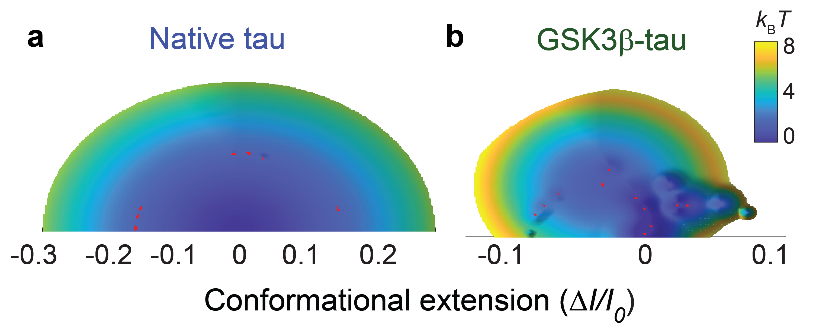 a Native tau
b GSK3β-tau
k_BT
8
4
0
-0.3 -0.2 -0.1 0 0.1 0.2
-0.1 0 0.1
Conformational extension (Δl/l₀)